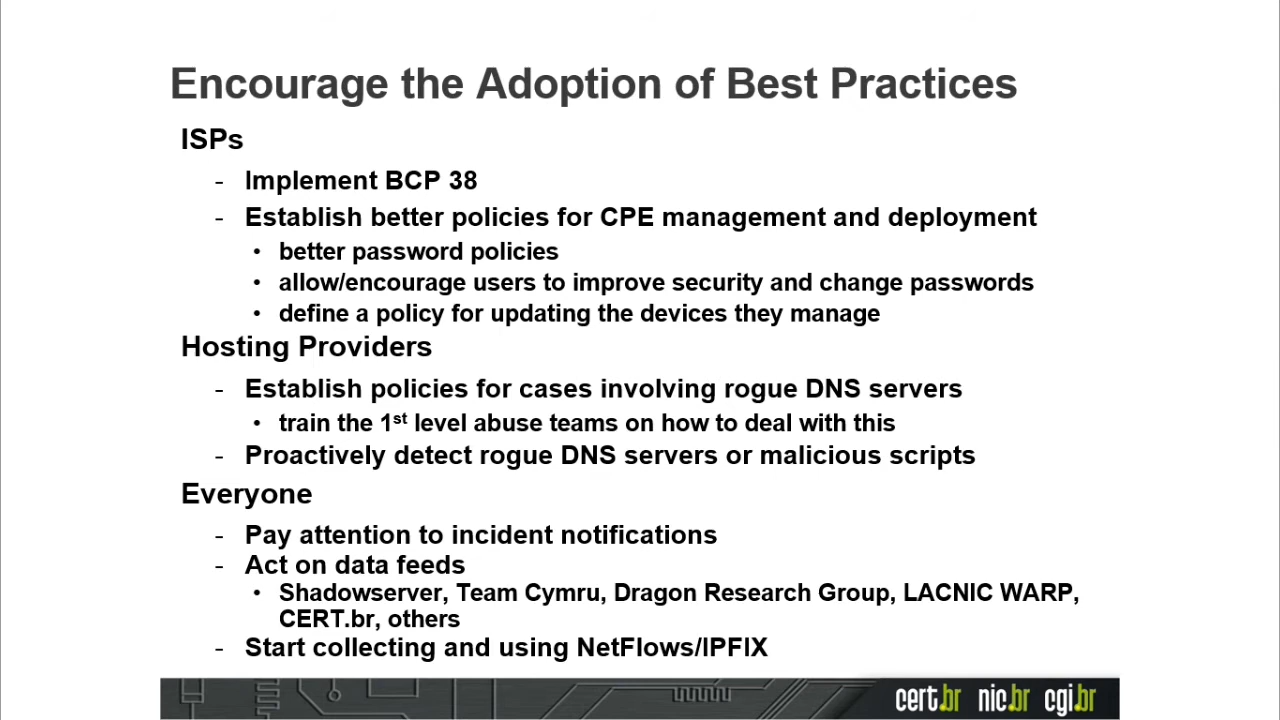 Encourage the Adoption of Best Practices
ISPs
- Implement BCP 38
- Establish better policies for CPE management and deployment
• better password policies
• allow/encourage users to improve security and change passwords
• define a policy for updating the devices they manage
Hosting Providers
- Establish policies for cases involving rogue DNS servers
• train the 1st level abuse teams on how to deal with this
- Proactively detect rogue DNS servers or malicious scripts
Everyone
- Pay attention to incident notifications
- Act on data feeds
• Shadowserver, Team Cymru, Dragon Research Group, LACNIC WARP,
CERT.br, others
- Start collecting and using NetFlows/IPFIX
cert.br nic.br cgi.br